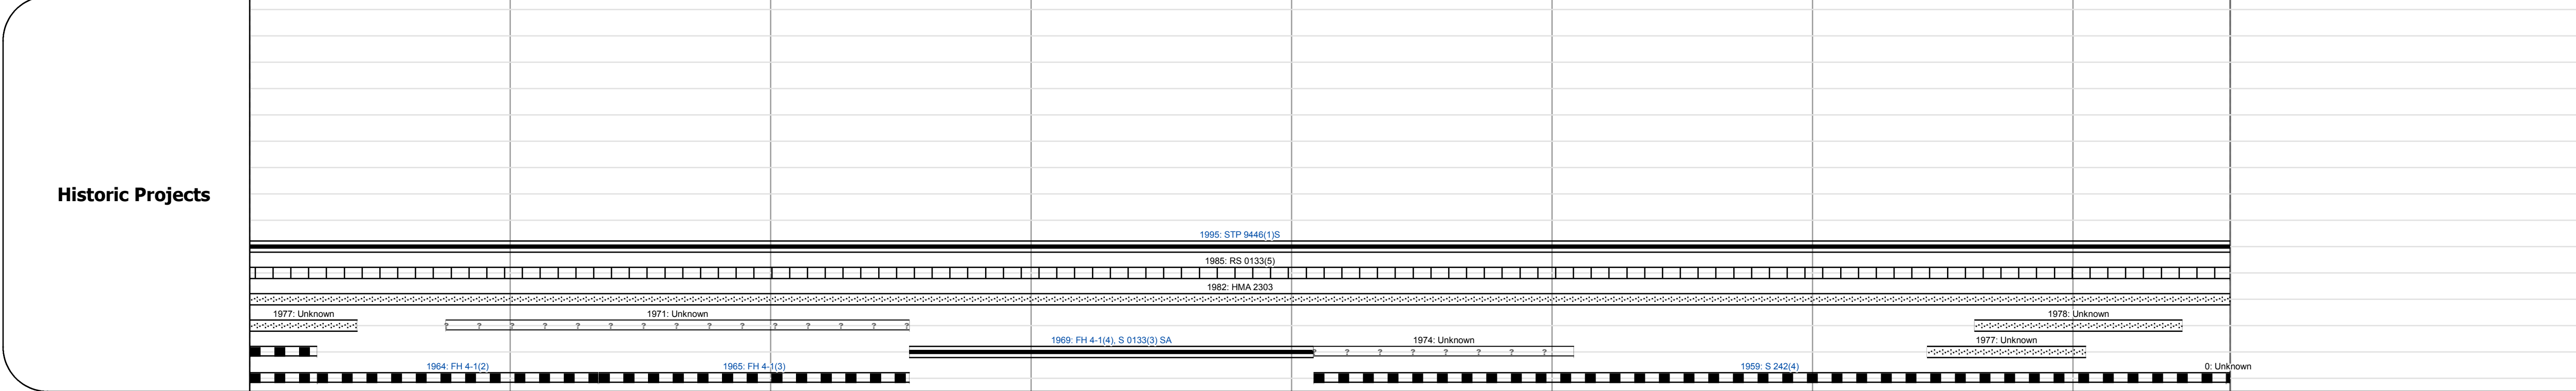 Historic Projects
1995: STP 9446(1)S
1985: RS 0133(5)
1982: HMA 2303
1977: Unknown
1971: Unknown
1978: Unknown
1969: FH 4-1(4), S 0133(3) SA
1974: Unknown
1977: Unknown
1964: FH 4-1(2)
1965: FH 4-1(3)
1959: S 242(4)
0: Unknown